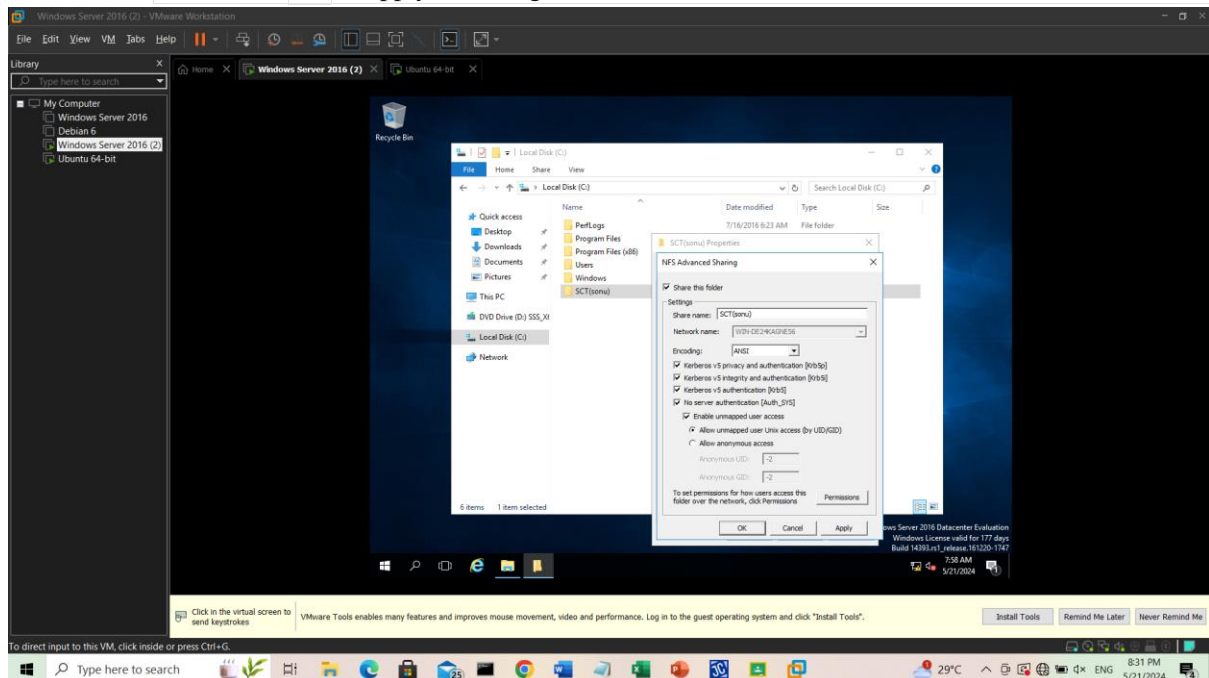 Windows Server 2016 (2) - VMware Workstation
File Edit View VM Tabs Help
Library X
Type here to search
Home X Windows Server 2016 (2) X Ubuntu 64-bit X
My Computer
Windows Server 2016
Debian 6
Windows Server 2016 (2)
Ubuntu 64-bit
Recycle Bin
Local Disk (C:)
File Home Share View
Local Disk (C:) Search Local Disk (C:)
Name Date modified Type Size
Quick access
Desktop
Downloads
Documents
Pictures
This PC
DVD Drive (D:) SSS_X
Local Disk (C:)
Network
PerfLogs 7/16/2016 6:23 AM File folder
Program Files
Program Files (x86)
Users
Windows
SCT(sonu)
6 items 1 item selected
SCT(sonu) Properties
NFS Advanced Sharing
Share this folder
Settings
Share name: SCT(sonu)
Network name: WIN-DE24KAGNES6
Encoding: ANSI
Kerberos v5 privacy and authentication [Krb5p]
Kerberos v5 integrity and authentication [Krb5i]
Kerberos v5 authentication [Krb5]
No server authentication [Auth_SYS]
Enable unmapped user access
Allow unmapped user Unix access (by UID/GID)
Allow anonymous access
Anonymous UID: -2
Anonymous GID: -2
To set permissions for how users access this
folder over the network, click Permissions
Permissions
OK Cancel Apply
ows Server 2016 Datacenter Evaluation
Windows License valid for 177 days
Build 14393.rs1_release.161220-1747
7:58 AM
5/21/2024
Click in the virtual screen to
send keystrokes
VMware Tools enables many features and improves mouse movement, video and performance. Log in to the guest operating system and click "Install Tools".
Install Tools Remind Me Later Never Remind Me
To direct input to this VM, click inside or press Ctrl+G.
Type here to search 25 29°C ENG 8:31 PM
5/21/2024 4